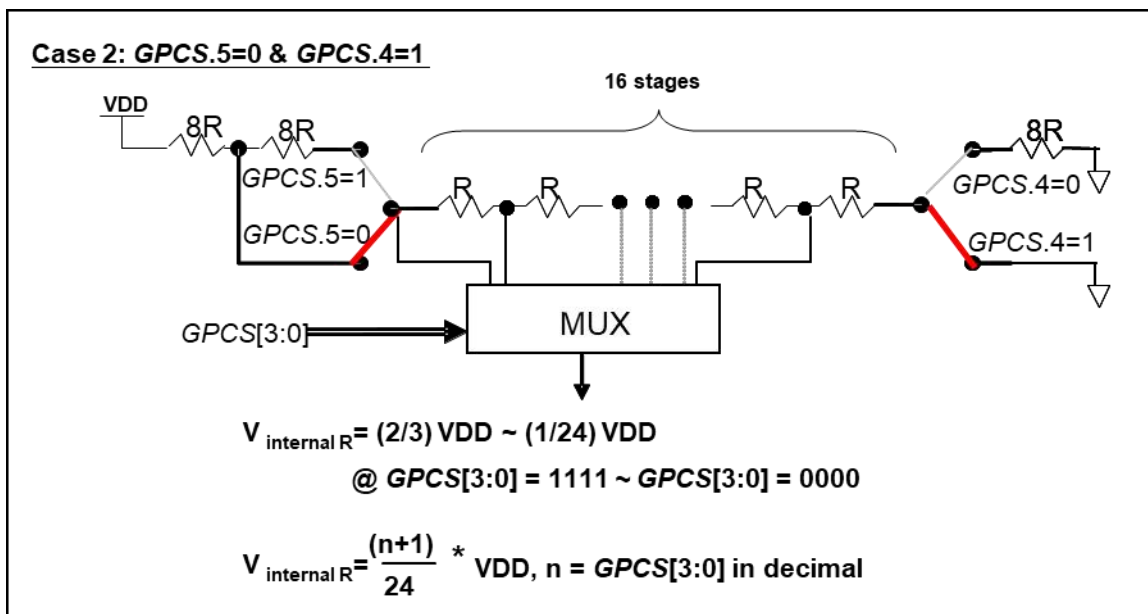 Case 2: GPCS.5=0 & GPCS.4=1
16 stages
VDD
8R 8R 8R
GPCS.5=1
R R R R
GPCS.4=0
GPCS.5=0
GPCS.4=1
MUX
GPCS[3:0]
V internal R= (2/3) VDD ~ (1/24) VDD
@ GPCS[3:0] = 1111 ~ GPCS[3:0] = 0000
V internal R= (n+1)/24 * VDD, n = GPCS[3:0] in decimal